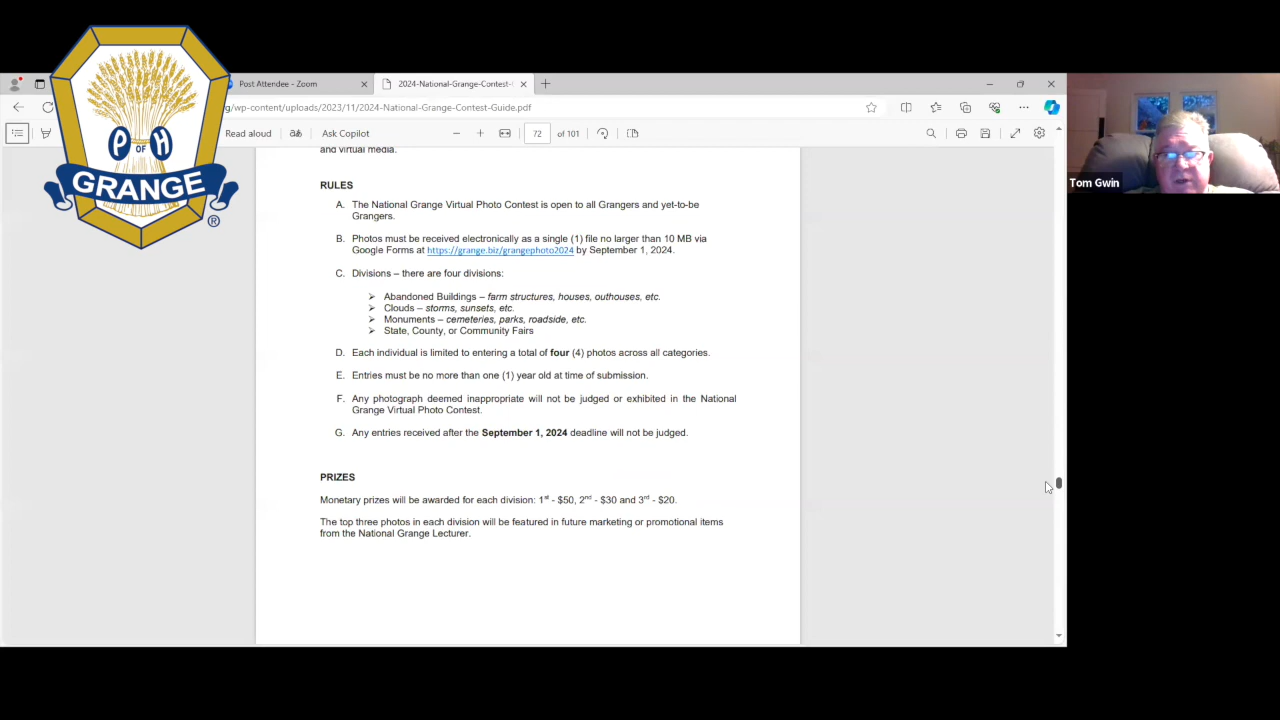 P OF H
GRANGE
®
Post Attendee - Zoom
2024-National-Grange-Contest-
g/wp-content/uploads/2023/11/2024-National-Grange-Contest-Guide.pdf
Read aloud
Ask Copilot
72 of 101
and virtual media.
RULES
A. The National Grange Virtual Photo Contest is open to all Grangers and yet-to-be
Grangers.
B. Photos must be received electronically as a single (1) file no larger than 10 MB via
Google Forms at https://grange.biz/grangephoto2024 by September 1, 2024.
C. Divisions – there are four divisions:
➢ Abandoned Buildings – farm structures, houses, outhouses, etc.
➢ Clouds – storms, sunsets, etc.
➢ Monuments – cemeteries, parks, roadside, etc.
➢ State, County, or Community Fairs
D. Each individual is limited to entering a total of four (4) photos across all categories.
E. Entries must be no more than one (1) year old at time of submission.
F. Any photograph deemed inappropriate will not be judged or exhibited in the National
Grange Virtual Photo Contest.
G. Any entries received after the September 1, 2024 deadline will not be judged.
PRIZES
Monetary prizes will be awarded for each division: 1st - $50, 2nd - $30 and 3rd - $20.
The top three photos in each division will be featured in future marketing or promotional items
from the National Grange Lecturer.
Tom Gwin